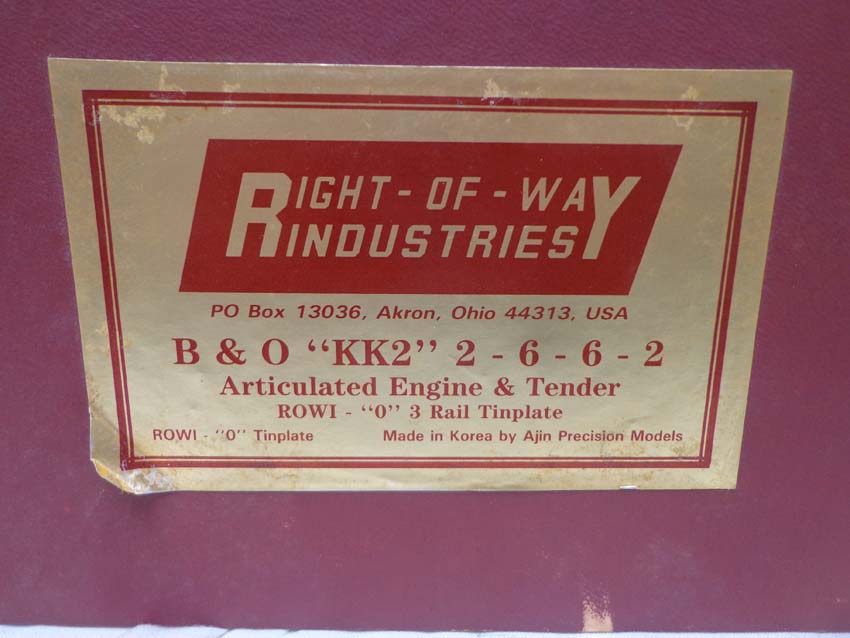 RIGHT - OF - WAY
INDUSTRIES
PO Box 13036, Akron, Ohio 44313, USA
B & O “KK2” 2 - 6 - 6 - 2
Articulated Engine & Tender
ROWI - “0” 3 Rail Tinplate
ROWI - “0” Tinplate Made in Korea by Ajin Precision Models